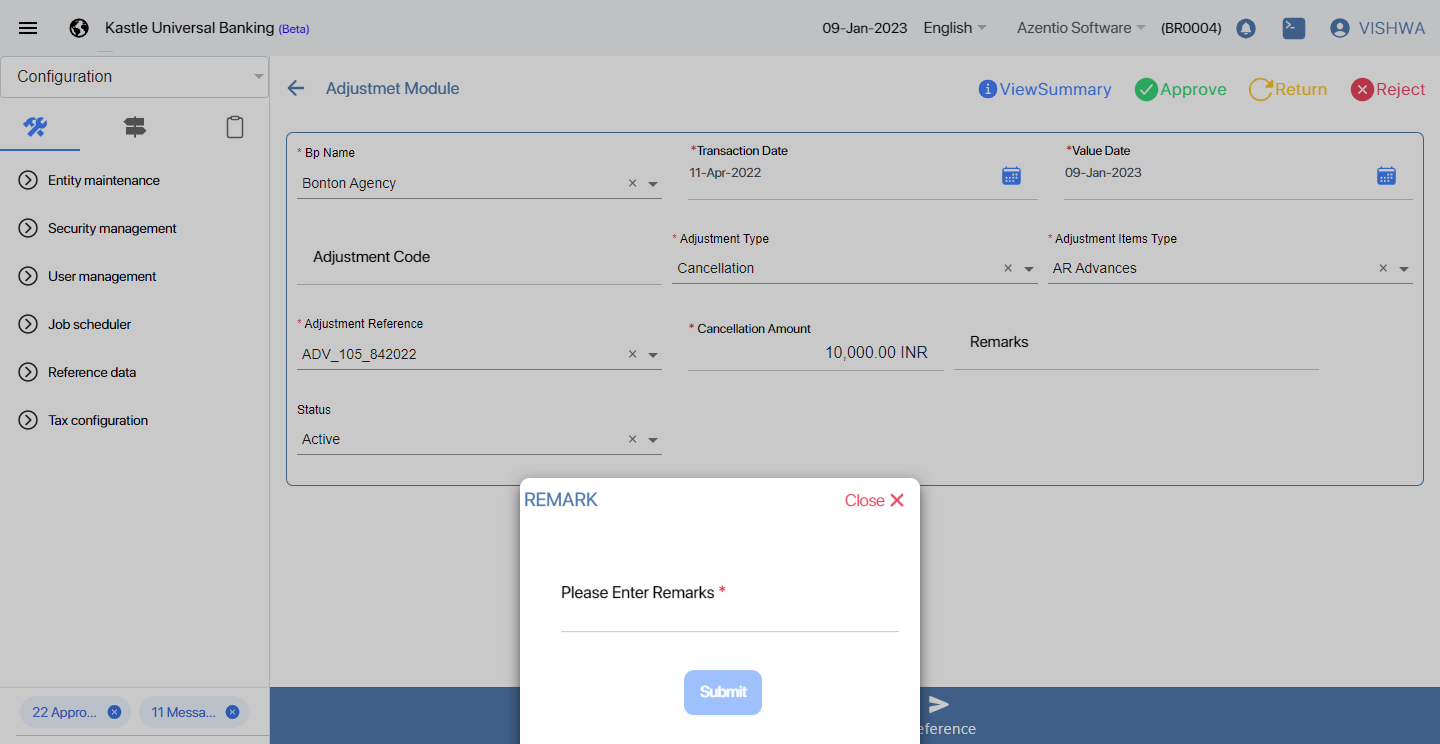 Kastle Universal Banking (Beta)
09-Jan-2023 English Azentio Software (BR0004) VISHWA
Configuration
Adjustmet Module
ViewSummary Approve Return Reject
Entity maintenance
Security management
User management
Job scheduler
Reference data
Tax configuration
* Bp Name
Bonton Agency
*Transaction Date
11-Apr-2022
*Value Date
09-Jan-2023
Adjustment Code
* Adjustment Type
Cancellation
* Adjustment Items Type
AR Advances
* Adjustment Reference
ADV_105_842022
* Cancellation Amount
10,000.00 INR
Remarks
Status
Active
REMARK
Close
Please Enter Remarks *
Submit
22 Appro... 11 Messa...